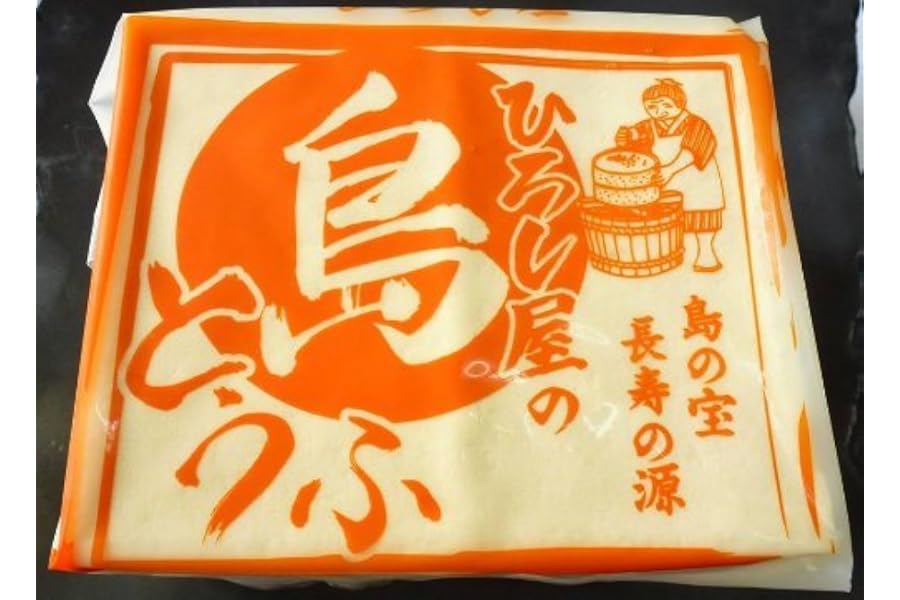 島の宝
長寿の源
ひろし屋の
島
とうふ